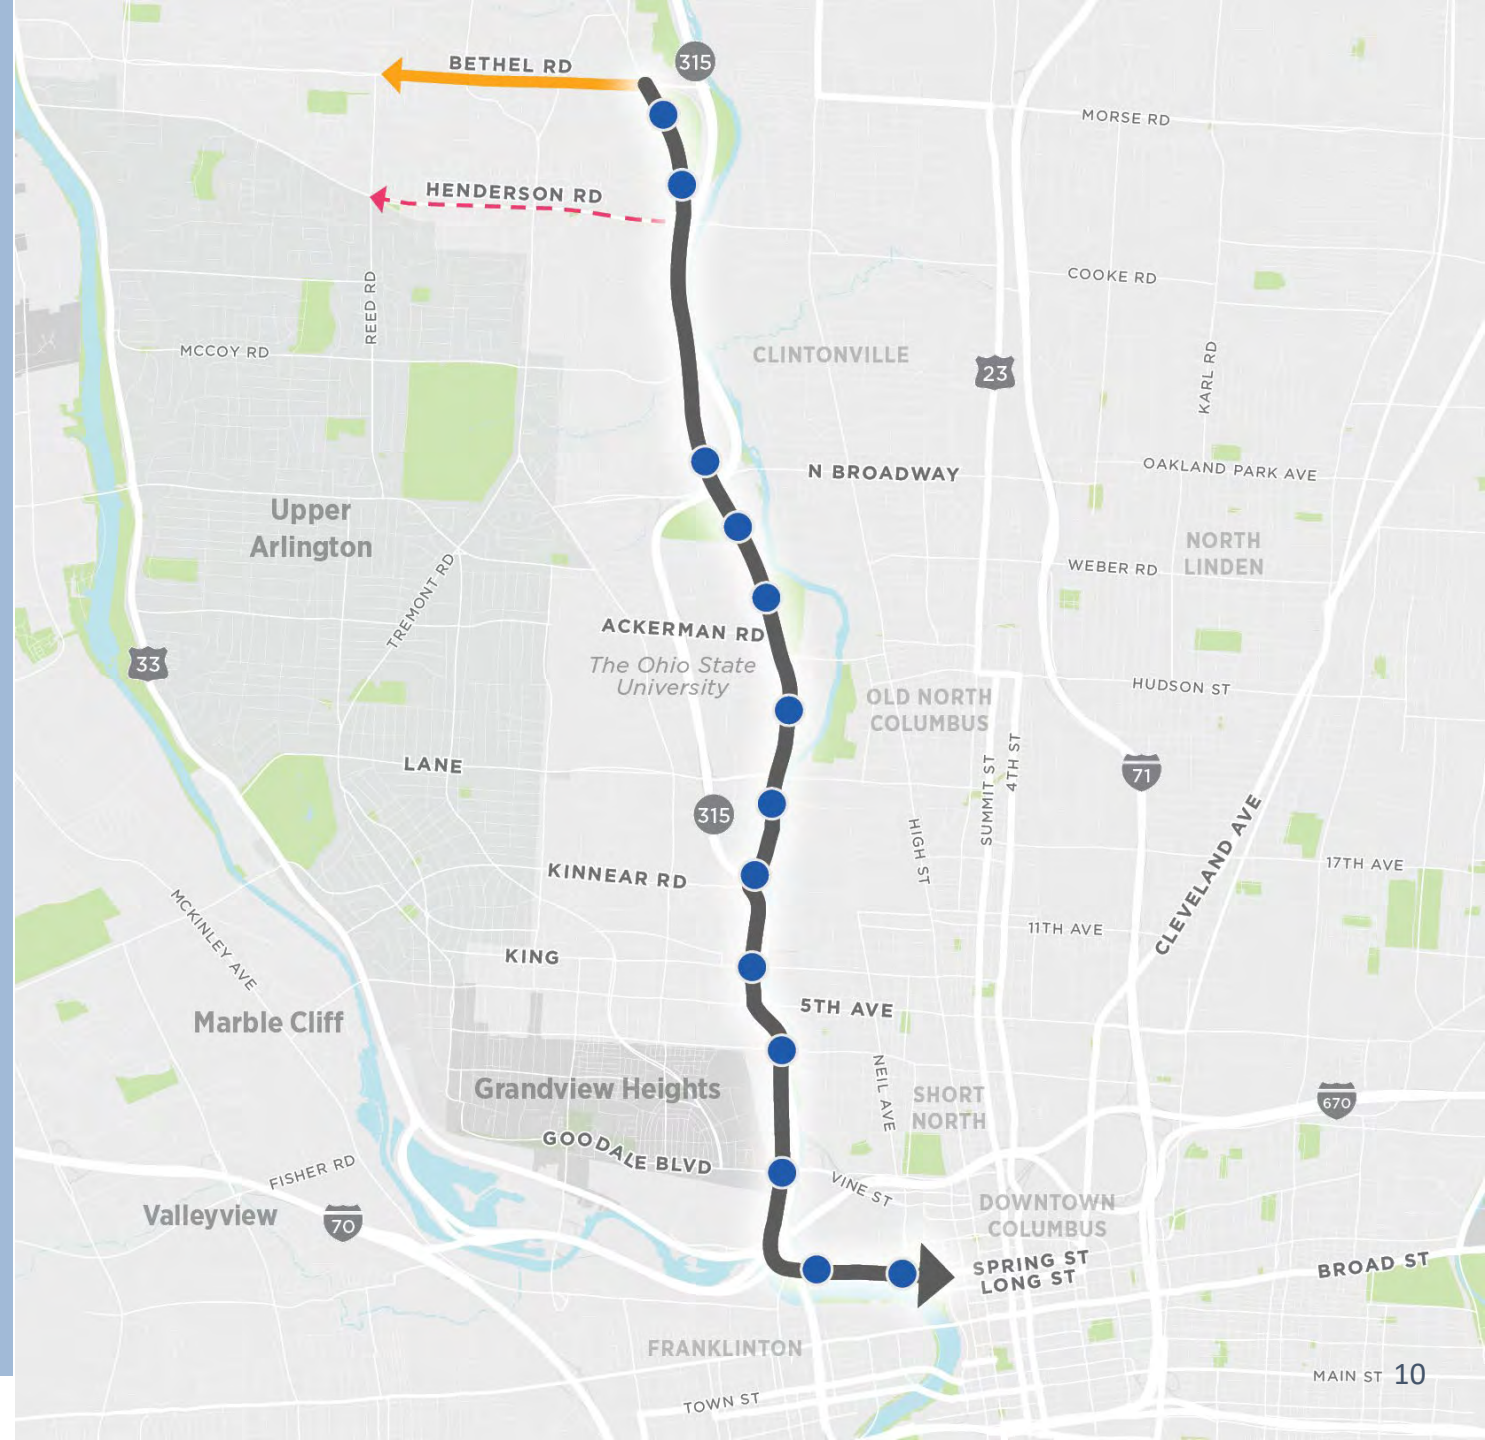 315
BETHEL RD
MORSE RD
HENDERSON RD
COOKE RD
REED RD
MCCOY RD
CLINTONVILLE
23
KARL RD
N BROADWAY
OAKLAND PARK AVE
Upper
Arlington
NORTH
LINDEN
WEBER RD
TREMONT RD
ACKERMAN RD
The Ohio State
University
33
HUDSON ST
OLD NORTH
COLUMBUS
LANE
SUMMIT ST
4TH ST
71
315
HIGH ST
CLEVELAND AVE
17TH AVE
KINNEAR RD
MCKINLEY AVE
11TH AVE
KING
5TH AVE
Marble Cliff
Grandview Heights
NEIL AVE
SHORT
NORTH
670
GOODALE BLVD
FISHER RD
VINE ST
Valleyview
70
DOWNTOWN
COLUMBUS
SPRING ST
LONG ST
BROAD ST
FRANKLINTON
MAIN ST
10
TOWN ST